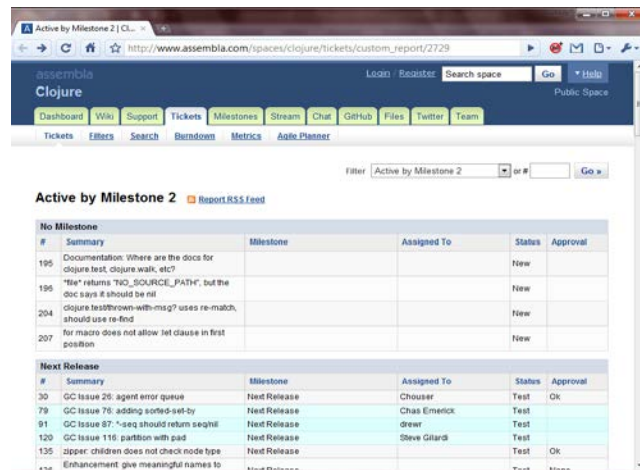 Active by Milestone 2 | Cl...
http://www.assembla.com/spaces/clojure/tickets/custom_report/2729
assembla
Login Register Search space Go Help
Clojure
Public Space
Dashboard Wiki Support Tickets Milestones Stream Chat GitHub Files Twitter Team
Tickets Filters Search Burndown Metrics Agile Planner
Filter Active by Milestone 2 or # Go »
Active by Milestone 2 Report RSS Feed
No Milestone
# Summary Milestone Assigned To Status Approval
195 Documentation: Where are the docs for
clojure.test, clojure.walk, etc? New
196 *file* returns "NO_SOURCE_PATH", but the
doc says it should be nil New
204 clojure.test/thrown-with-msg? uses re-match,
should use re-find New
207 for macro does not allow :let clause in first
position New
Next Release
# Summary Milestone Assigned To Status Approval
30 GC Issue 26: agent error queue Next Release Chouser Test Ok
79 GC Issue 76: adding sorted-set-by Next Release Chas Emerick Test
91 GC Issue 87: *-seq should return seq/nil Next Release drewr Test
120 GC Issue 116: partition with pad Next Release Steve Gilardi Test
135 zipper: children does not check node type Next Release Test Ok
Enhancement: give meaningful names to
Next Release Test None